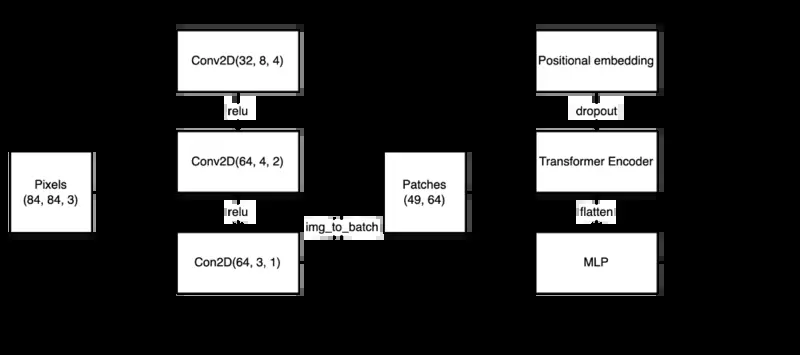 Pixels
(84, 84, 3)
Conv2D(32, 8, 4)
relu
Conv2D(64, 4, 2)
relu
Con2D(64, 3, 1)
img_to_batch
Patches
(49, 64)
Positional embedding
dropout
Transformer Encoder
flatten
MLP